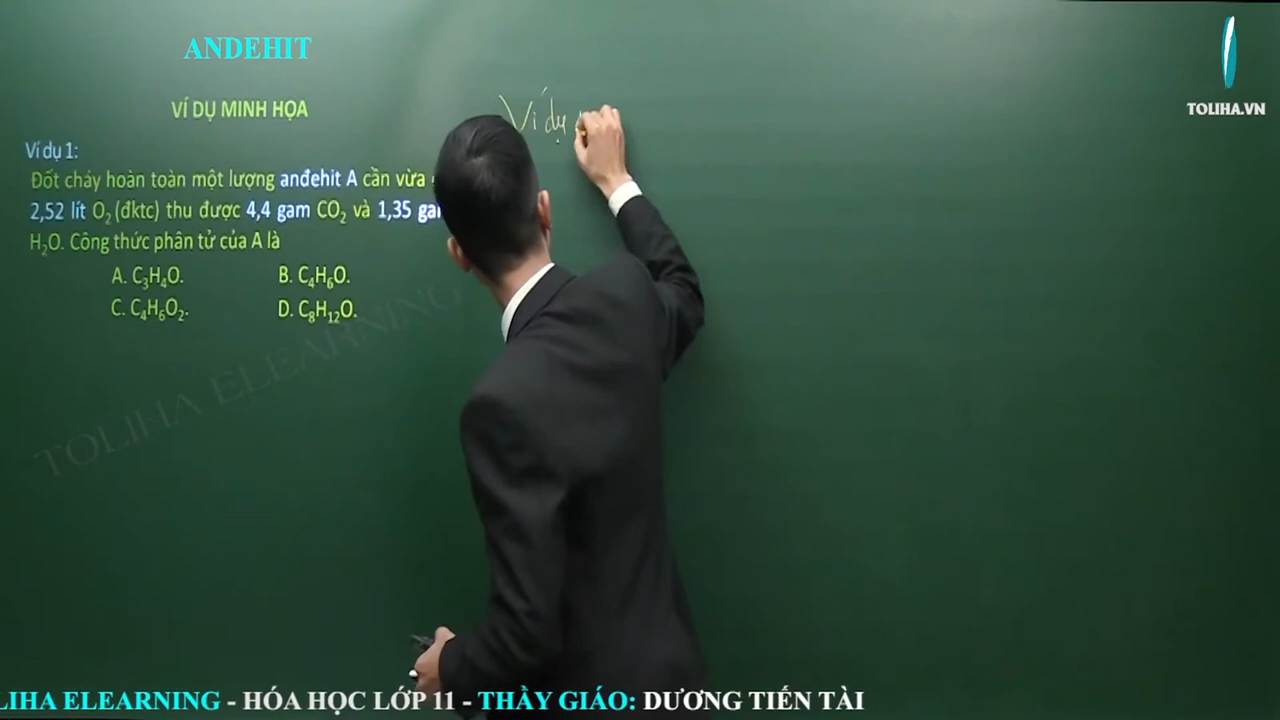 ANDEHIT
TOLIHA.VN
VÍ DỤ MINH HỌA
Ví dụ
Ví dụ 1:
Đốt cháy hoàn toàn một lượng anđehit A cần vừa
2,52 lít O₂ (đktc) thu được 4,4 gam CO₂ và 1,35
H₂O. Công thức phân tử của A là
A. C₃H₄O. B. C₄H₆O.
C. C₄H₆O₂. D. C₈H₁₂O.
TOLIHA ELEARNING
ELEARNING - HÓA HỌC LỚP 11 - THẦY GIÁO: DƯƠNG TIẾN TÀI